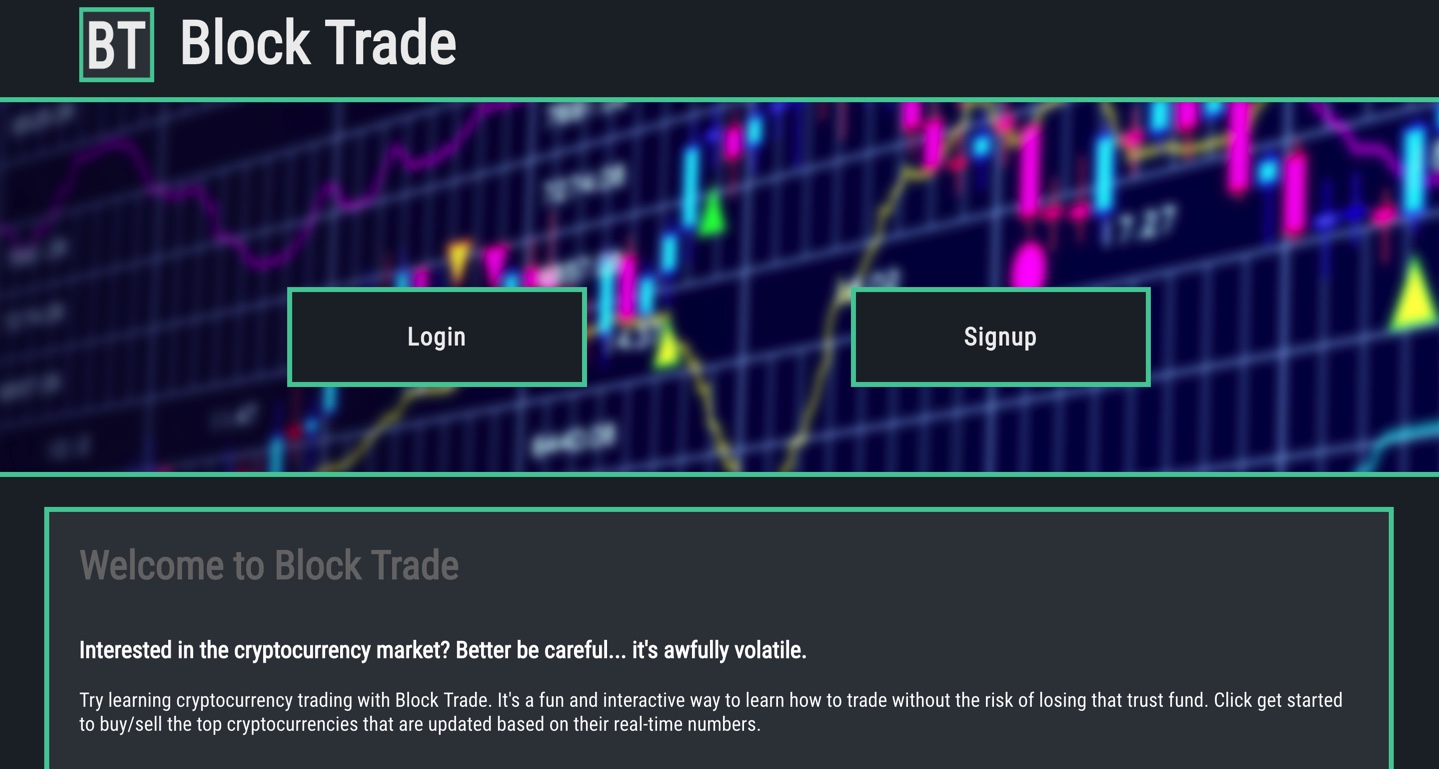 BT Block Trade
17.27
Login
Signup
Welcome to Block Trade
Interested in the cryptocurrency market? Better be careful... it's awfully volatile.
Try learning cryptocurrency trading with Block Trade. It's a fun and interactive way to learn how to trade without the risk of losing that trust fund. Click get started
to buy/sell the top cryptocurrencies that are updated based on their real-time numbers.